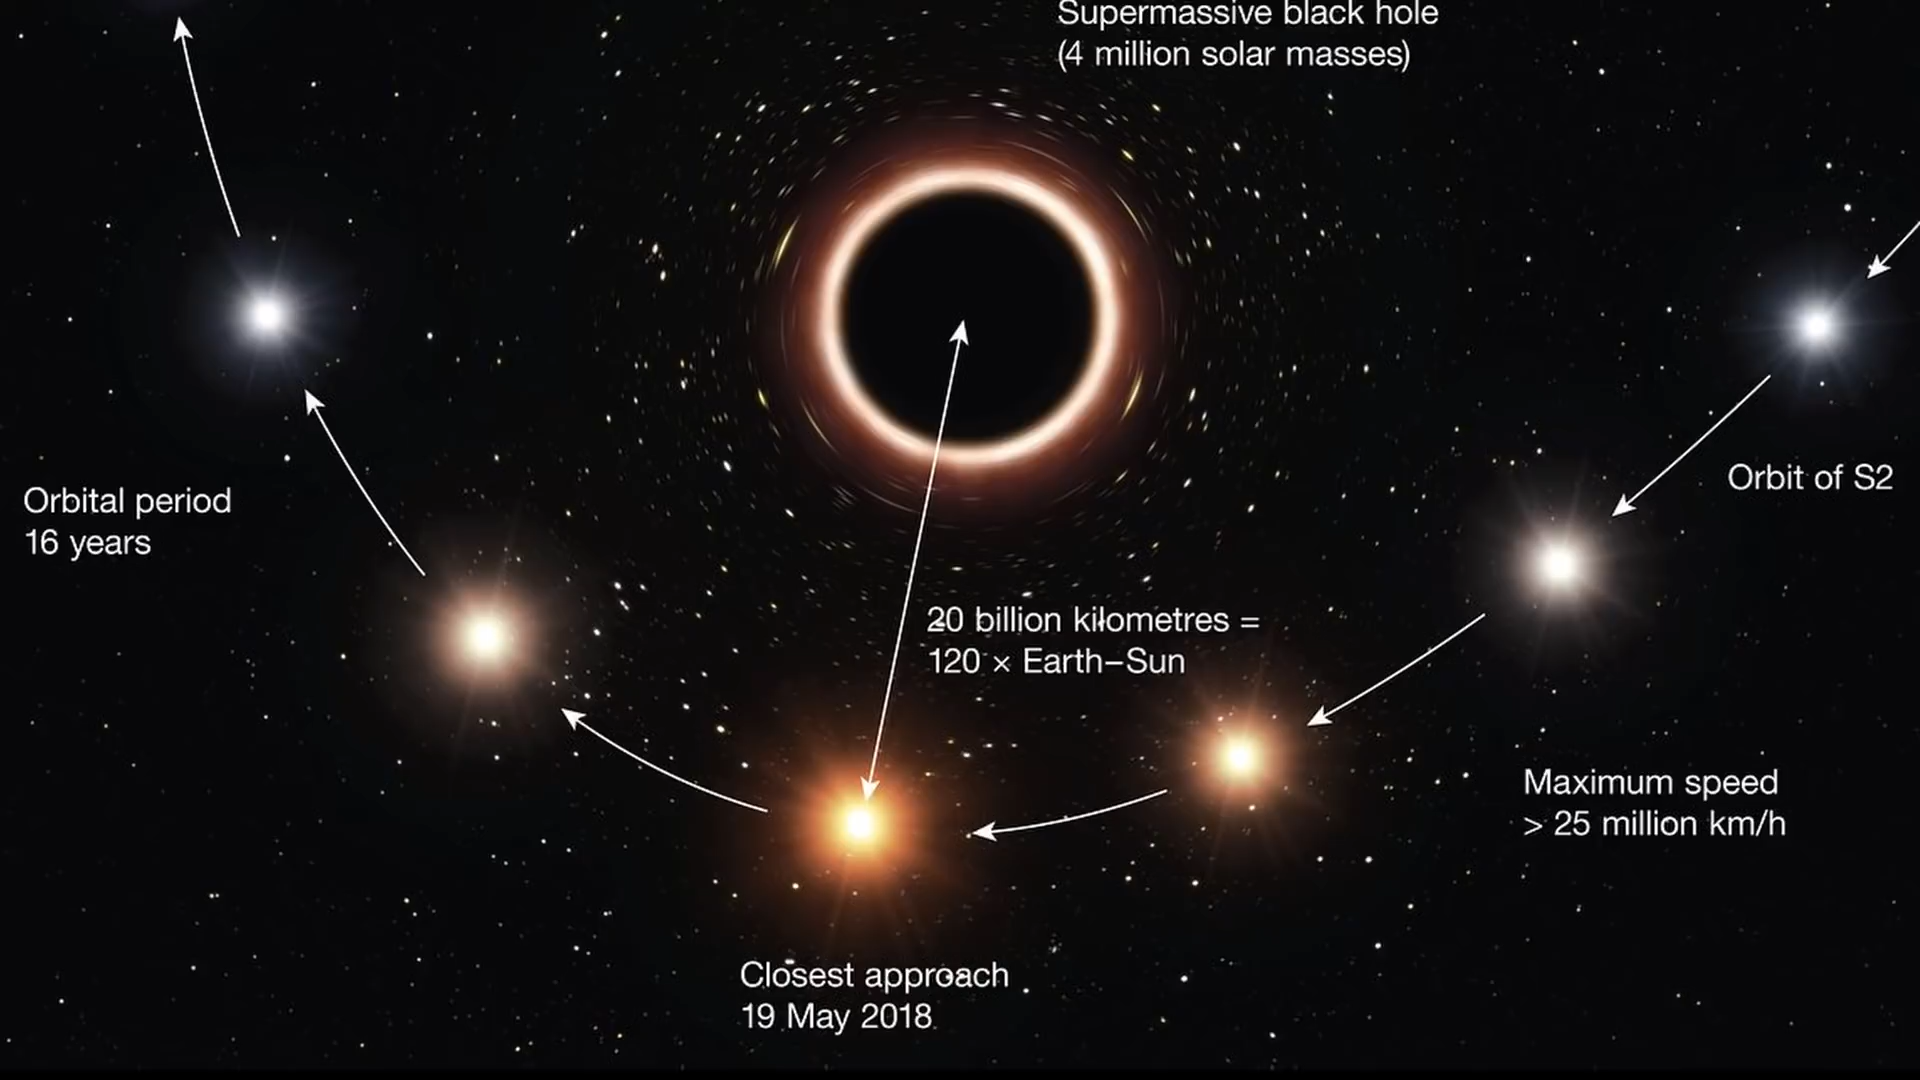 Supermassive black hole
(4 million solar masses)
Orbit of S2
Orbital period
16 years
20 billion kilometres =
120 × Earth–Sun
Maximum speed
> 25 million km/h
Closest approach
19 May 2018